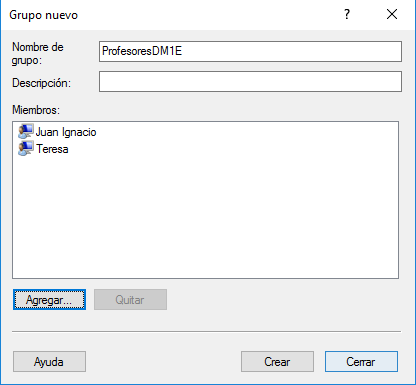 Grupo nuevo
?
Nombre de
grupo:
ProfesoresDM1E
Descripción:
Miembros:
Juan Ignacio
Teresa
Agregar...
Quitar
Ayuda
Crear
Cerrar